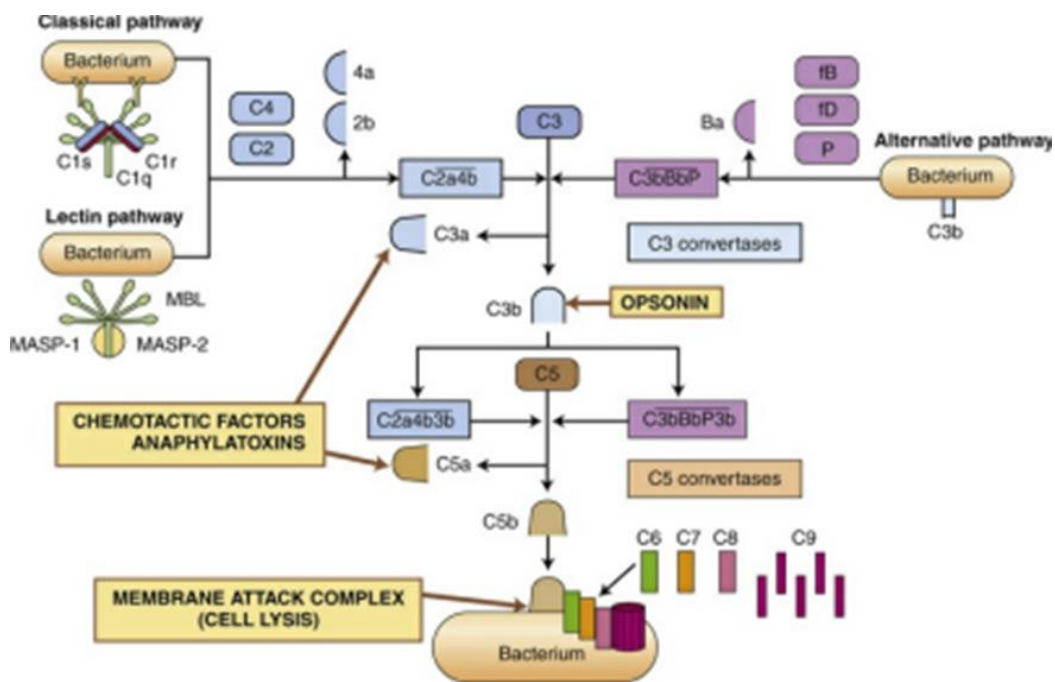 Classical pathway
Bacterium
C1s
C1r
C1q
Lectin pathway
Bacterium
MBL
MASP-1
MASP-2
C4
C2
4a
2b
C2a4b
C3
C3bBbP
Ba
fB
fD
P
Alternative pathway
Bacterium
C3b
C3a
C3 convertases
C3b
OPSONIN
C5
CHEMOTACTIC FACTORS
ANAPHYLATOXINS
C2a4b3b
C3bBbP3b
C5a
C5 convertases
C5b
C6
C7
C8
C9
MEMBRANE ATTACK COMPLEX
(CELL LYSIS)
Bacterium